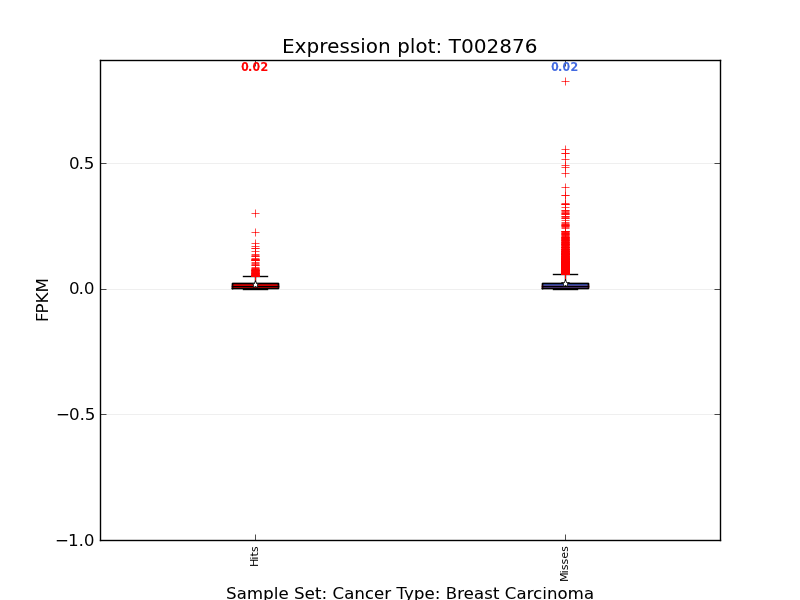 Expression plot: T002876
0.02
0.02
0.5
0.0
−0.5
−1.0
FPKM
Hits
Misses
Sample Set: Cancer Type: Breast Carcinoma